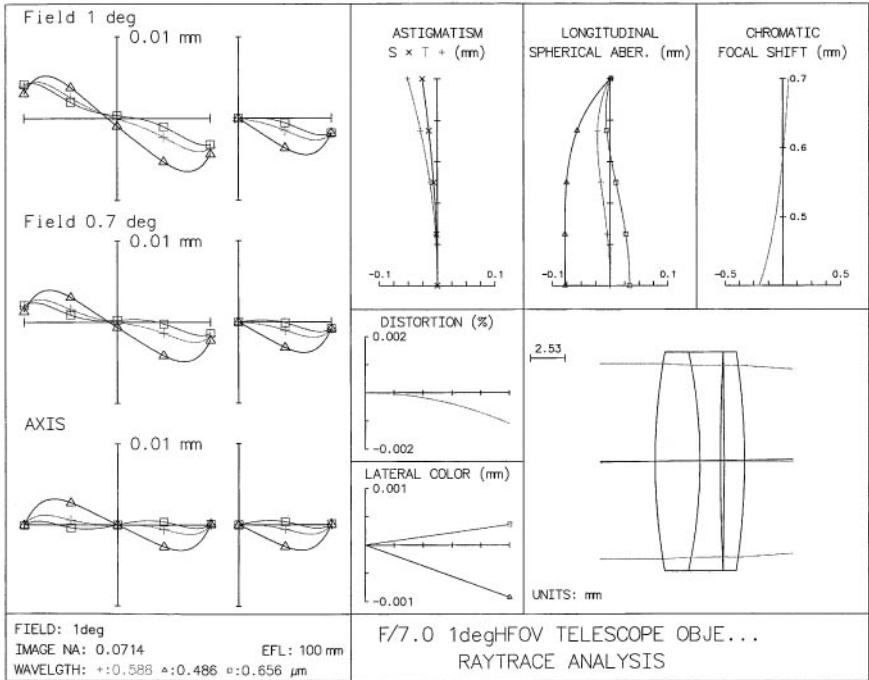 Field 1 deg
0.01 mm
Field 0.7 deg
0.01 mm
AXIS
0.01 mm
ASTIGMATISM
S × T + (mm)
-0.1
0.1
LONGITUDINAL
SPHERICAL ABER. (mm)
-0.1
0.1
CHROMATIC
FOCAL SHIFT (mm)
0.7
0.6
0.5
-0.5
0.5
DISTORTION (%)
0.002
-0.002
LATERAL COLOR (mm)
0.001
-0.001
2.53
UNITS: mm
FIELD: 1deg
IMAGE NA: 0.0714 EFL: 100 mm
WAVELGTH: +:0.588 △:0.486 □:0.656 µm
F/7.0 1degHFOV TELESCOPE OBJE...
RAYTRACE ANALYSIS